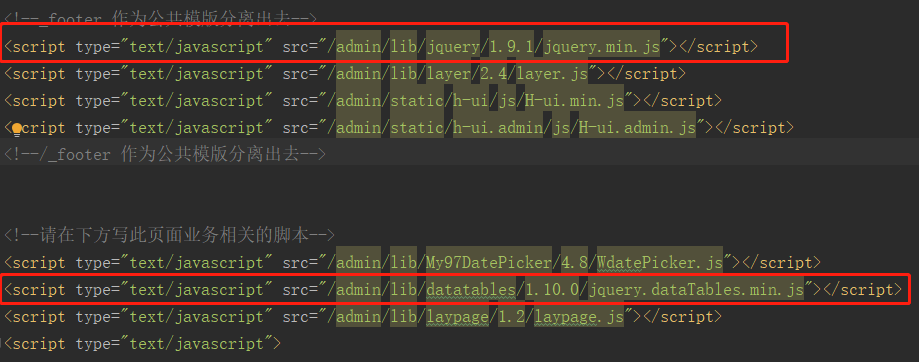 <!--_footer 作为公共模版分离出去-->
<script type="text/javascript" src="/admin/lib/jquery/1.9.1/jquery.min.js"></script>
<script type="text/javascript" src="/admin/lib/layer/2.4/layer.js"></script>
<script type="text/javascript" src="/admin/static/h-ui/js/H-ui.min.js"></script>
<script type="text/javascript" src="/admin/static/h-ui.admin/js/H-ui.admin.js"></script>
<!--/_footer 作为公共模版分离出去-->
<!--请在下方写此页面业务相关的脚本-->
<script type="text/javascript" src="/admin/lib/My97DatePicker/4.8/WdatePicker.js"></script>
<script type="text/javascript" src="/admin/lib/datatables/1.10.0/jquery.dataTables.min.js"></script>
<script type="text/javascript" src="/admin/lib/laypage/1.2/laypage.js"></script>
<script type="text/javascript">